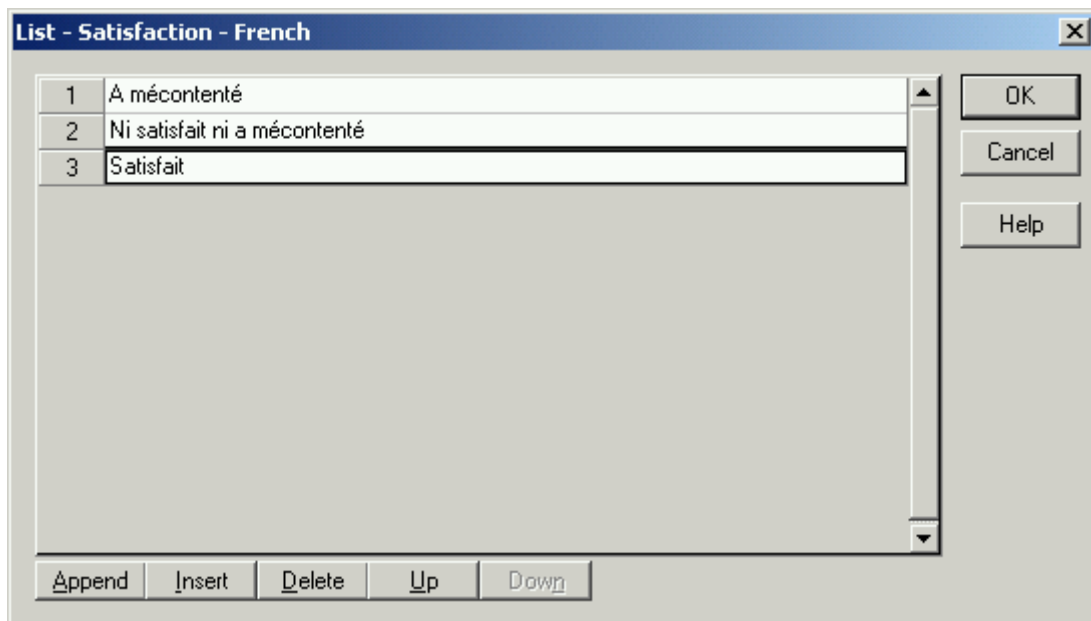 List - Satisfaction - French
1 A mécontenté
2 Ni satisfait ni a mécontenté
3 Satisfait
OK
Cancel
Help
Append Insert Delete Up Down